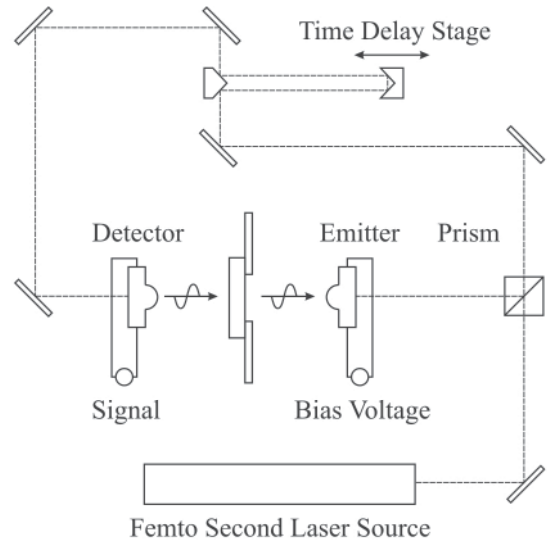 Time Delay Stage
Detector
Emitter
Prism
Signal
Bias Voltage
Femto Second Laser Source